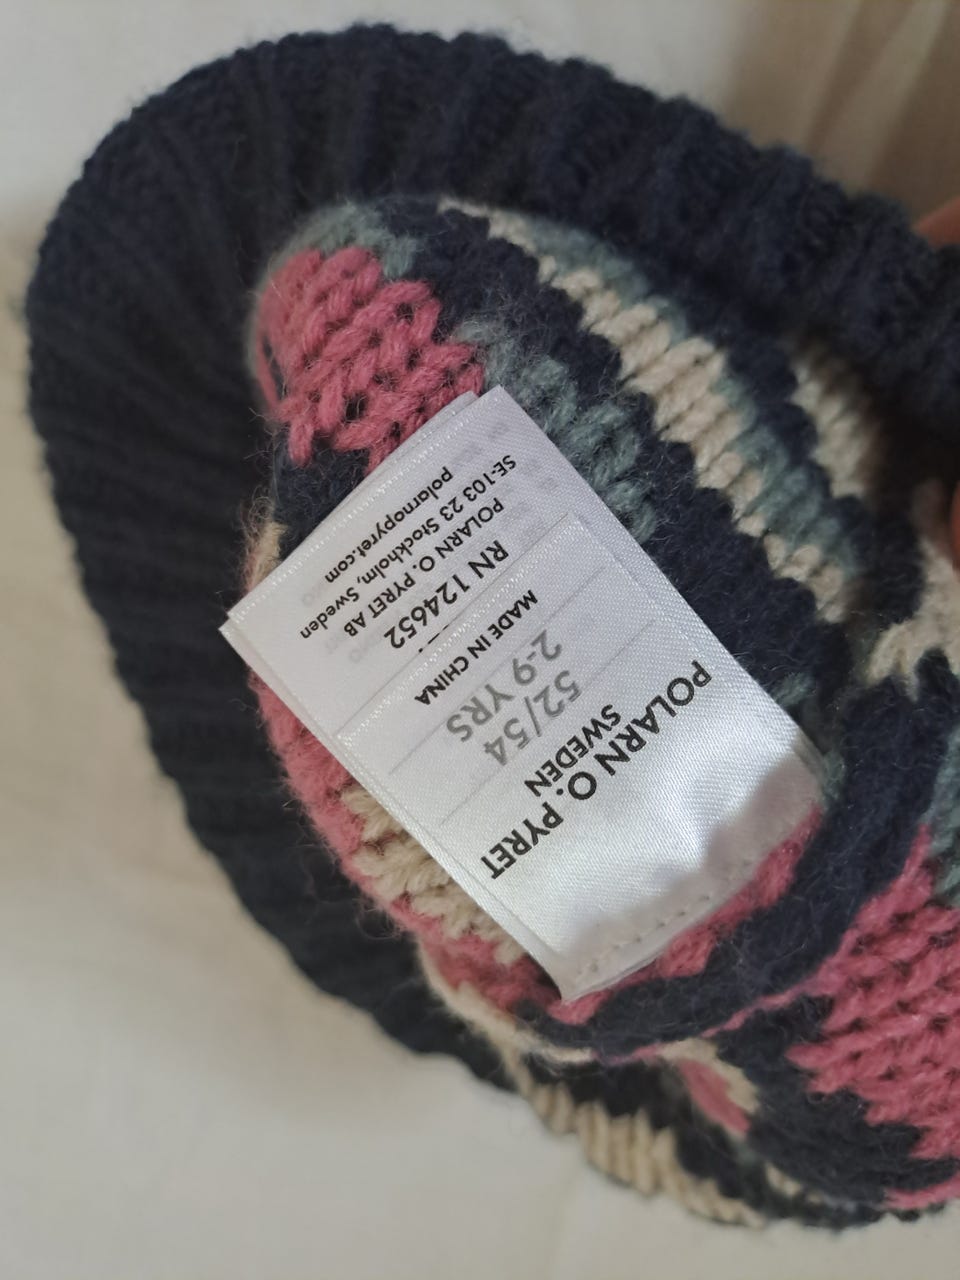 POLARN O. PYRET
SWEDEN
52/54
2-9 YRS
MADE IN CHINA
RN 124652
POLARN O. PYRET AB
SE-103 23 Stockholm, Sweden
polarnopyret.com